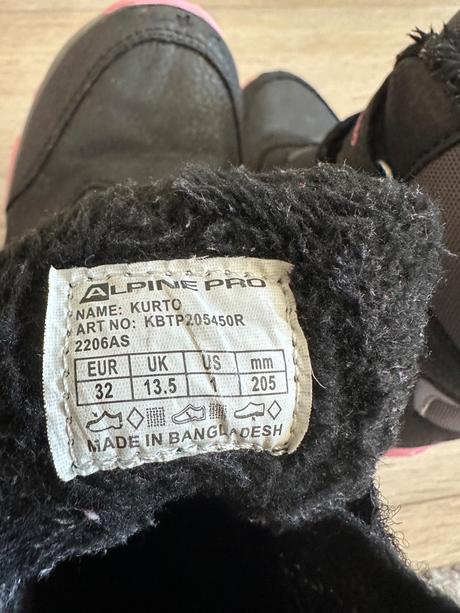 ALPINE PRO
NAME: KURTO
ART NO: KBTP205450R
2206AS
EUR UK US mm
32 13.5 1 205
MADE IN BANGLADESH